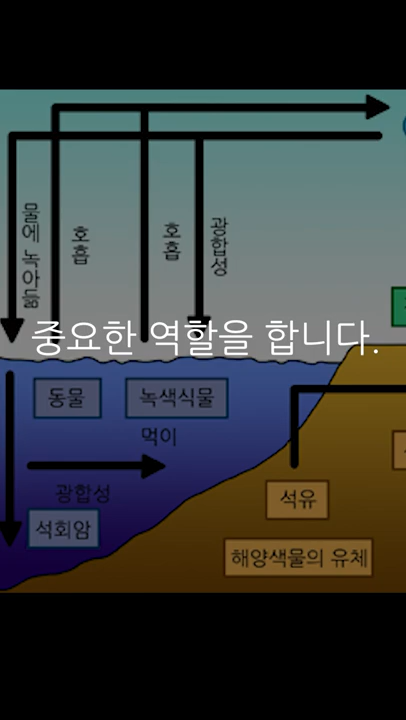 물에 녹아듦
호흡
호흡
광합성
중요한 역할을 합니다.
동물
녹색식물
먹이
광합성
석회암
석유
해양색물의 유체